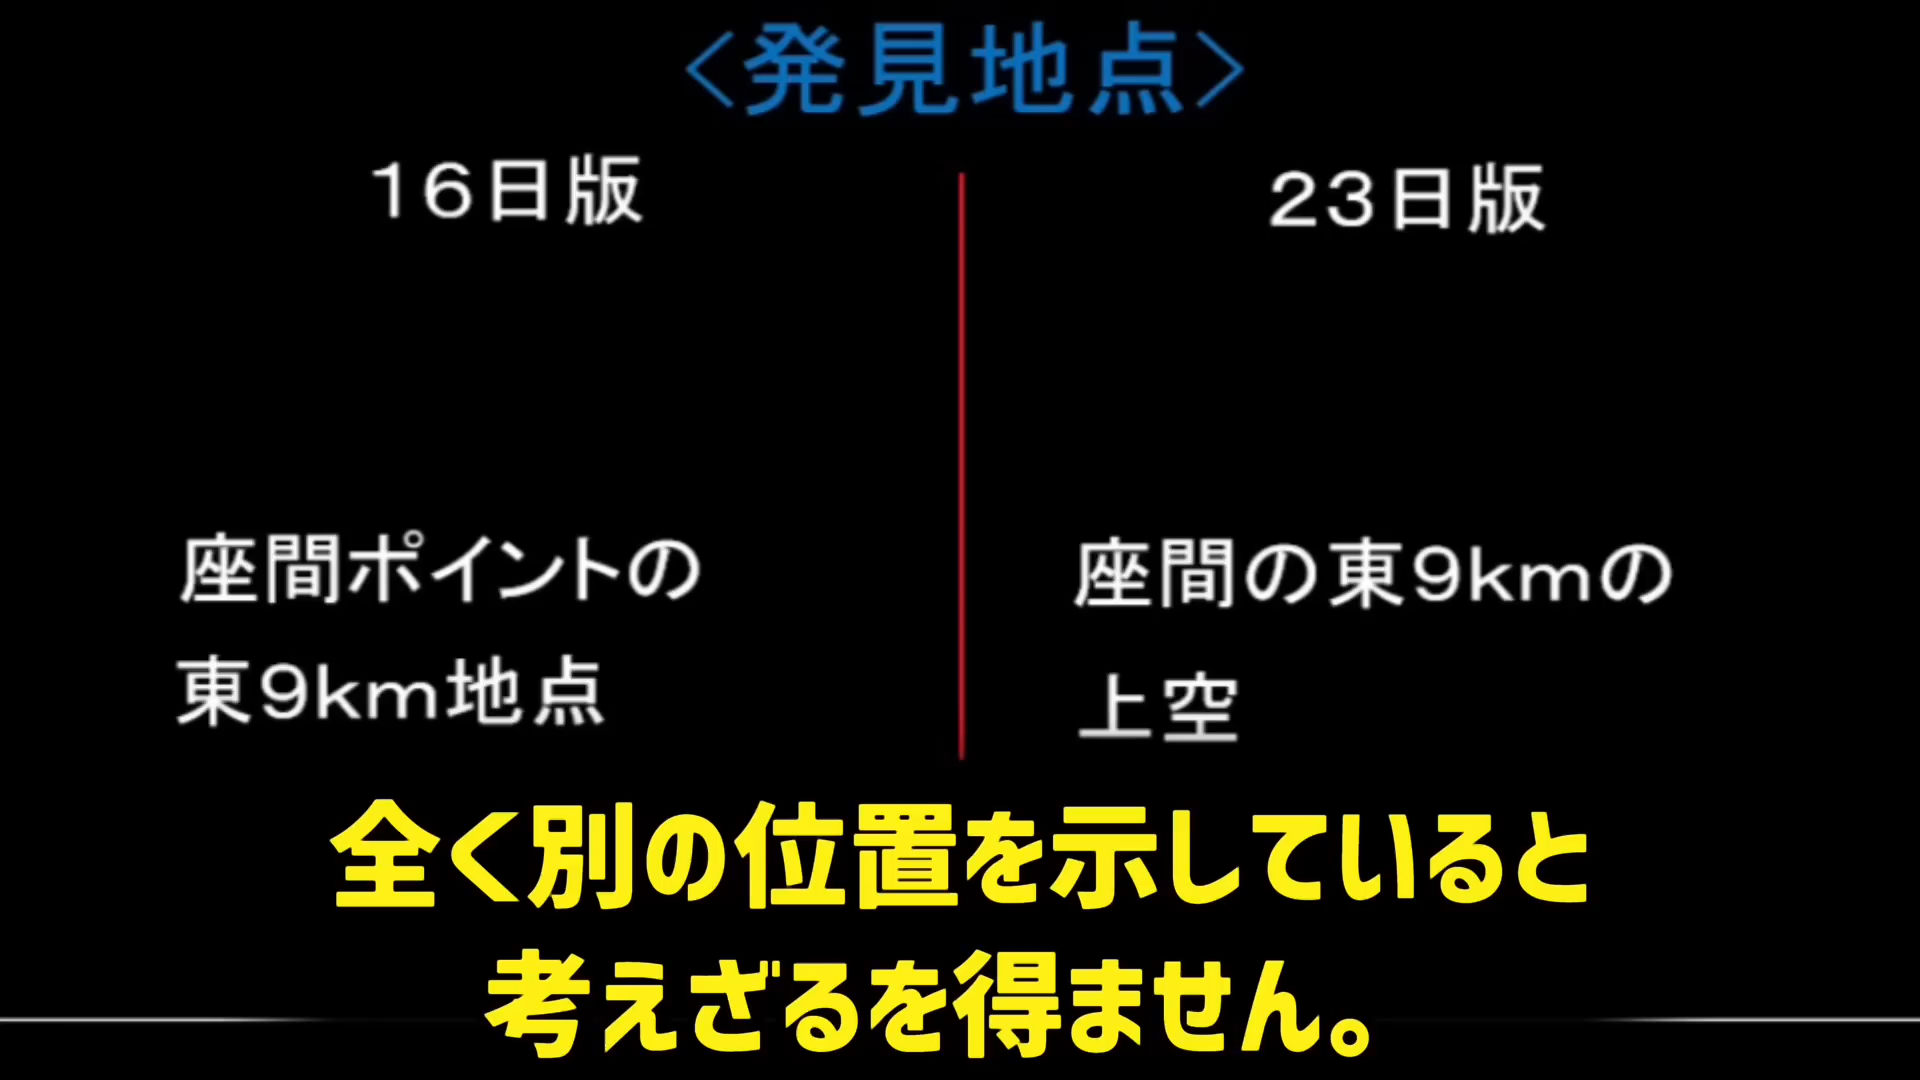 ＜発見地点＞
16日版
23日版
座間ポイントの
東9km地点
座間の東9kmの
上空
全く別の位置を示していると
考えざるを得ません。